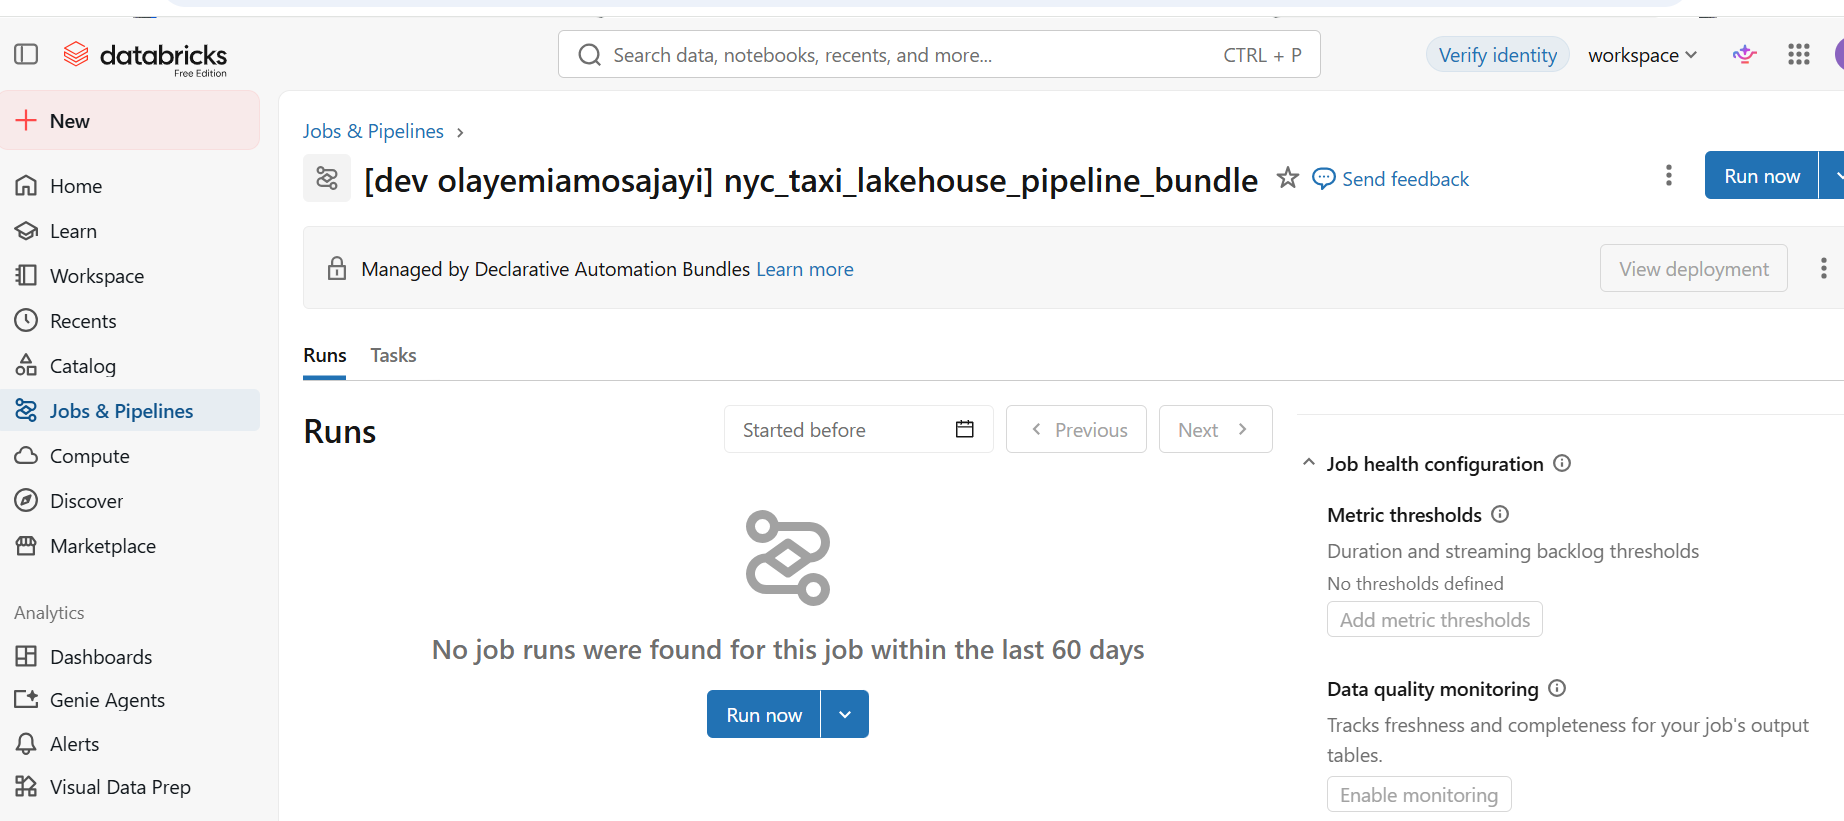 databricks
Free Edition
Search data, notebooks, recents, and more...
CTRL + P
Verify identity
workspace
New
Home
Learn
Workspace
Recents
Catalog
Jobs & Pipelines
Compute
Discover
Marketplace
Analytics
Dashboards
Genie Agents
Alerts
Visual Data Prep
Jobs & Pipelines
[dev olayemiamosajayi] nyc_taxi_lakehouse_pipeline_bundle
Send feedback
Run now
Managed by Declarative Automation Bundles Learn more
View deployment
Runs
Tasks
Runs
Started before
Previous
Next
No job runs were found for this job within the last 60 days
Run now
Job health configuration
Metric thresholds
Duration and streaming backlog thresholds
No thresholds defined
Add metric thresholds
Data quality monitoring
Tracks freshness and completeness for your job's output
tables.
Enable monitoring